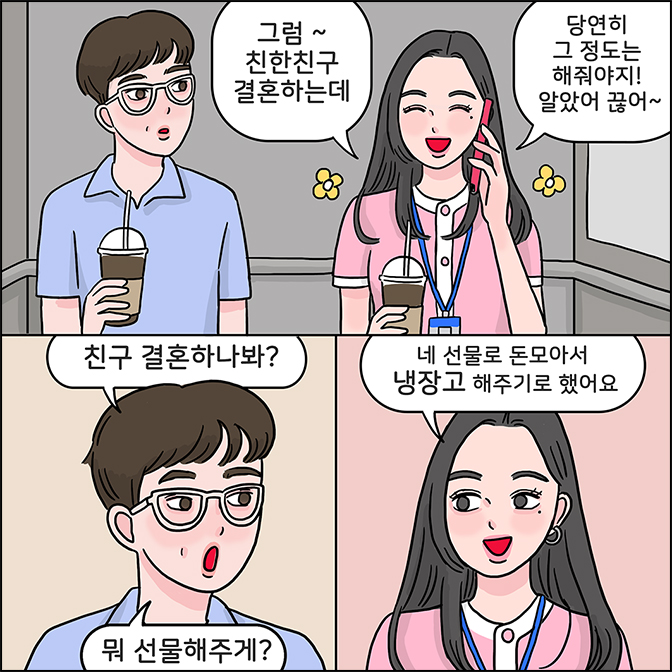 그럼 ~
친한친구
결혼하는데
당연히
그 정도는
해줘야지!
알았어 끊어~
친구 결혼하나봐?
뭐 선물해주게?
네 선물로 돈모아서
냉장고 해주기로 했어요